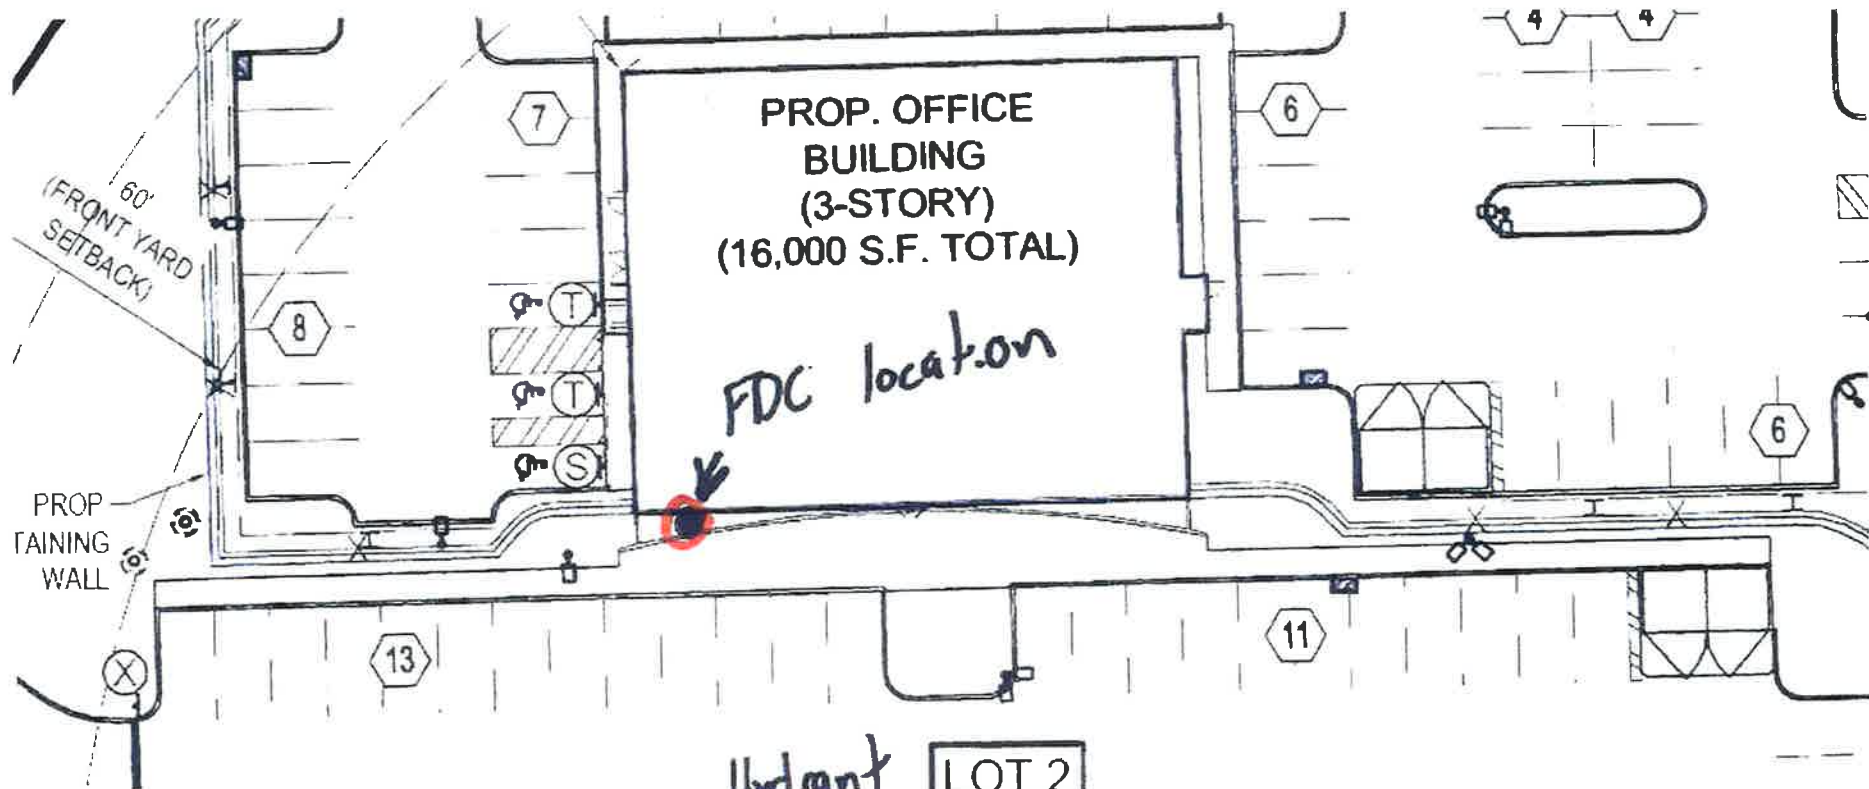 4
4
7
PROP. OFFICE
BUILDING
(3-STORY)
(16,000 S.F. TOTAL)
6
60'
(FRONT YARD
SETBACK)
8
T
FDC location
T
6
S
PROP
TAINING
WALL
13
11
X
Hydrant
LOT 2